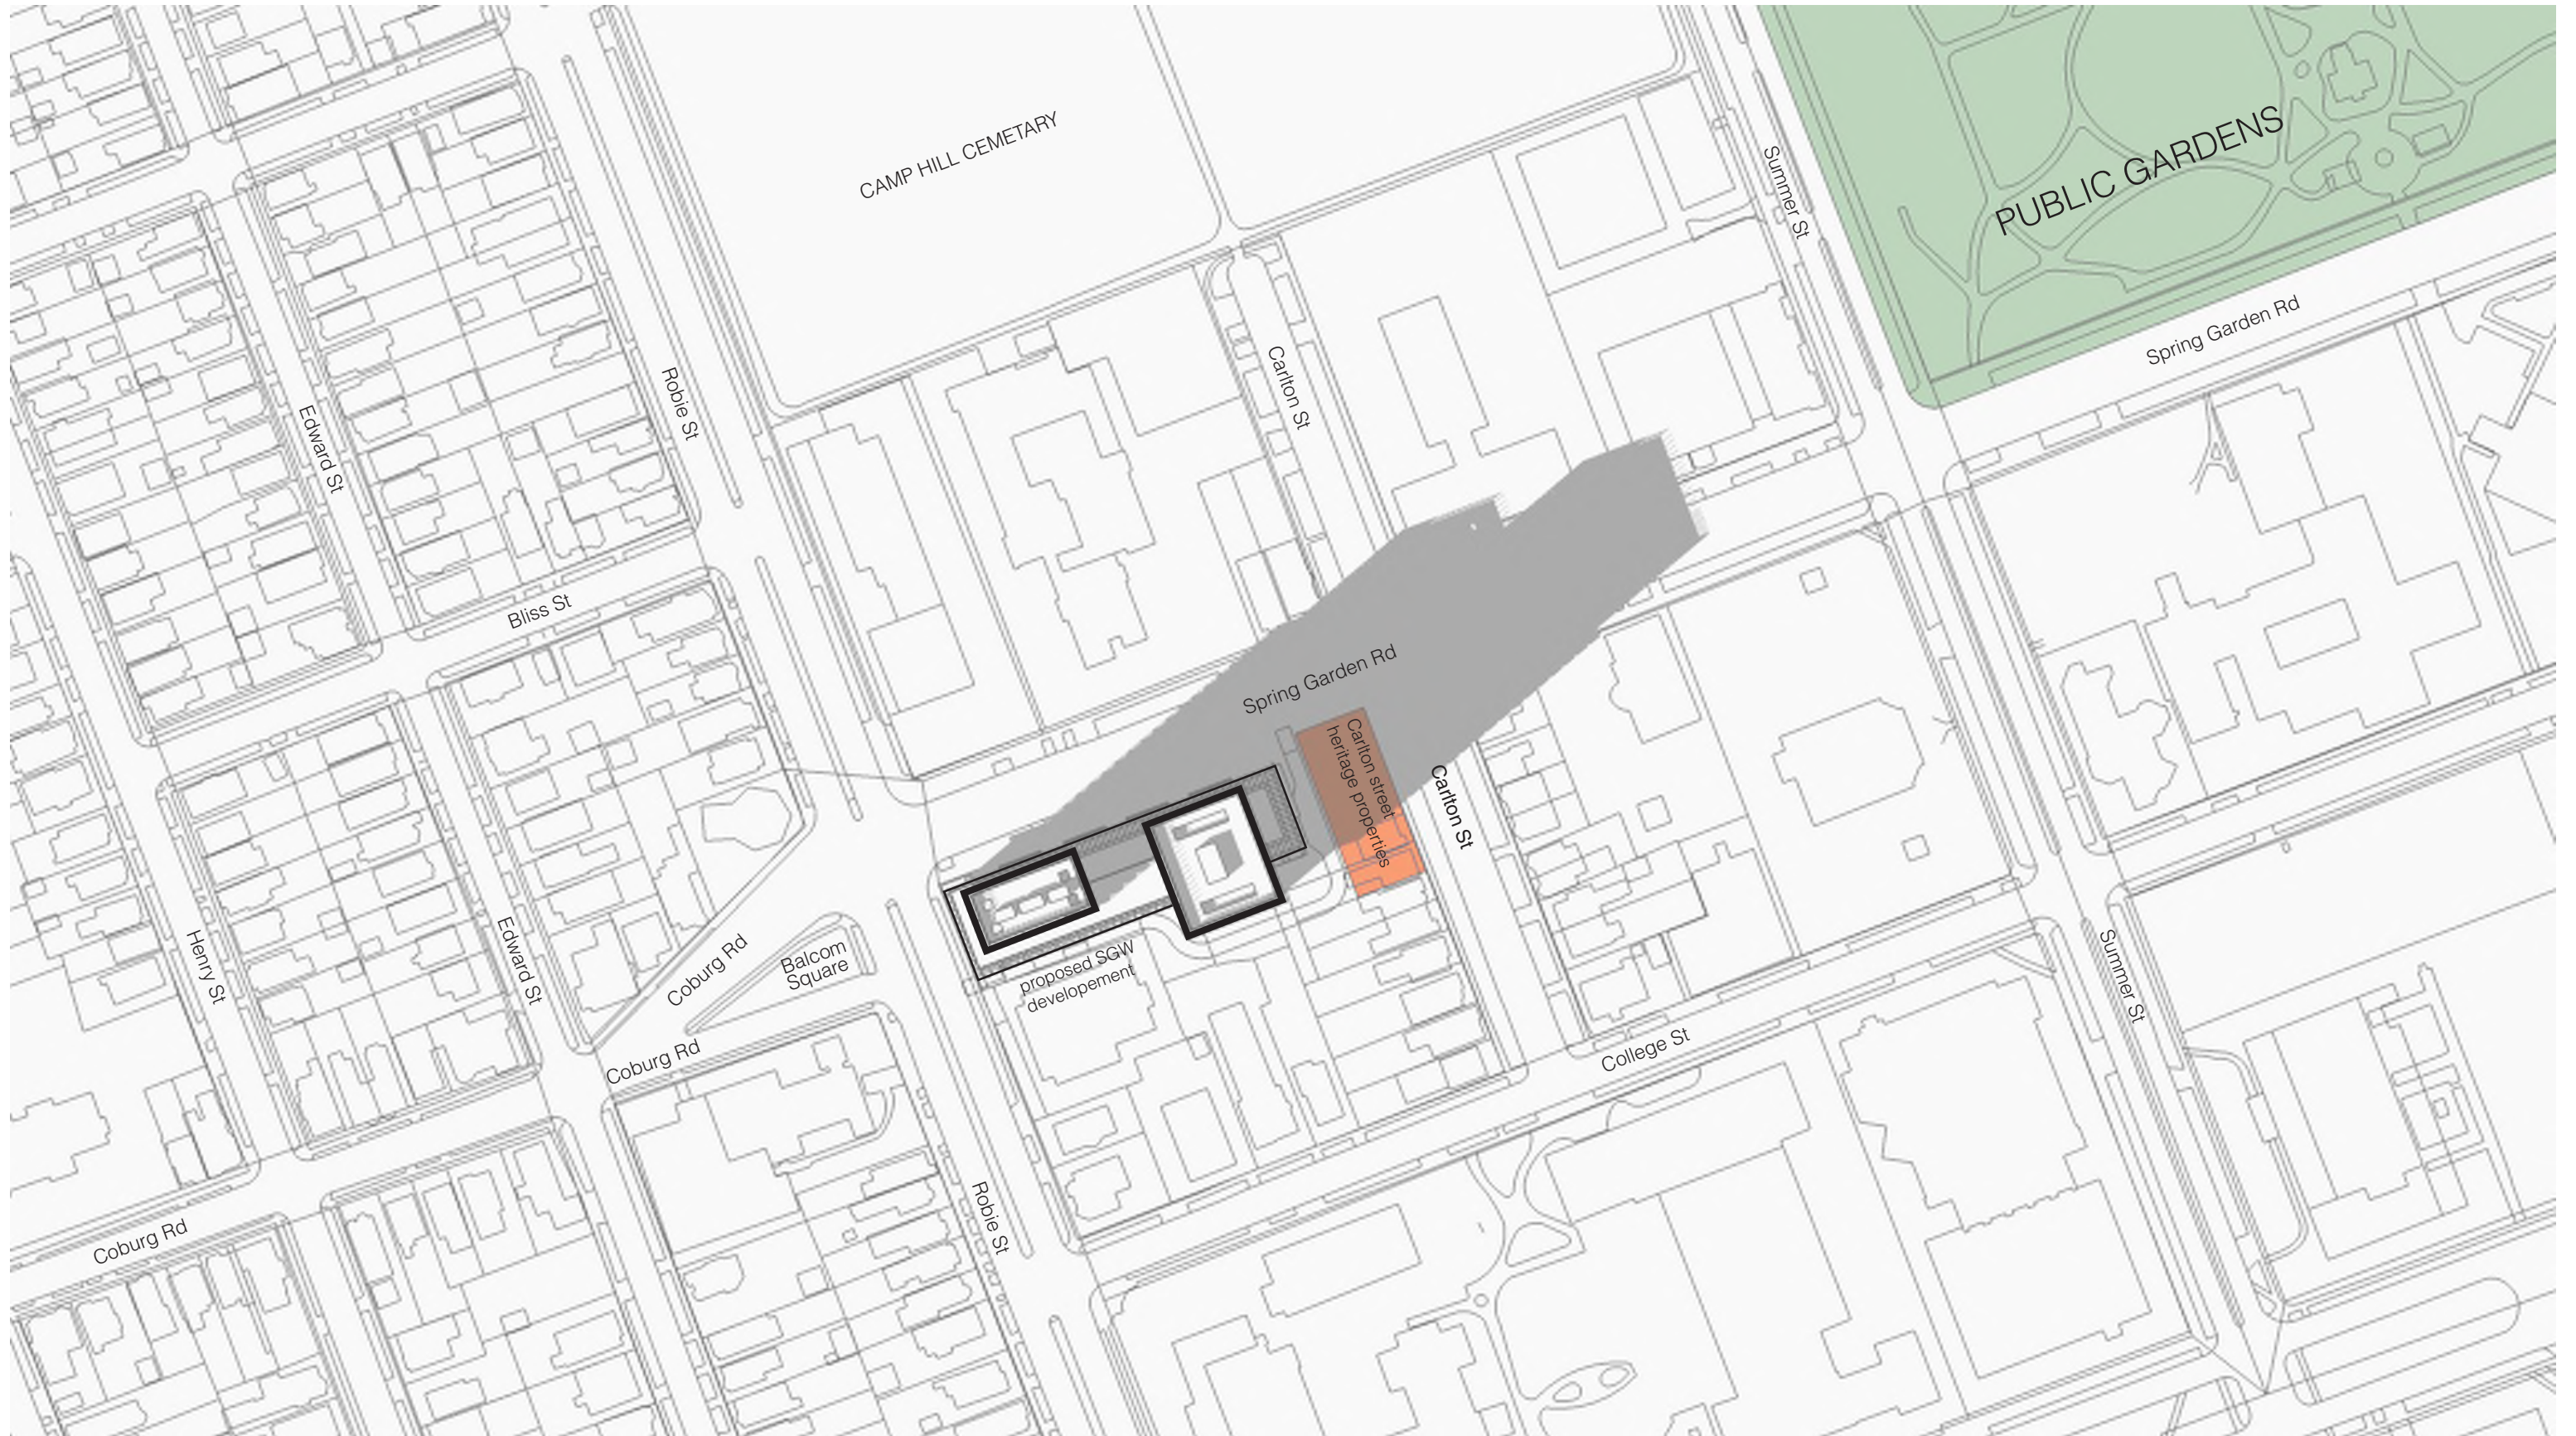 CAMP HILL CEMETARY
PUBLIC GARDENS
Summer St
Spring Garden Rd
Carlton St
Robie St
Edward St
Bliss St
Spring Garden Rd
Carlton street
heritage properties
Carlton St
Henry St
Edward St
Coburg Rd
Balcom
Square
proposed SGW
developement
Summer St
Coburg Rd
College St
Robie St
Coburg Rd